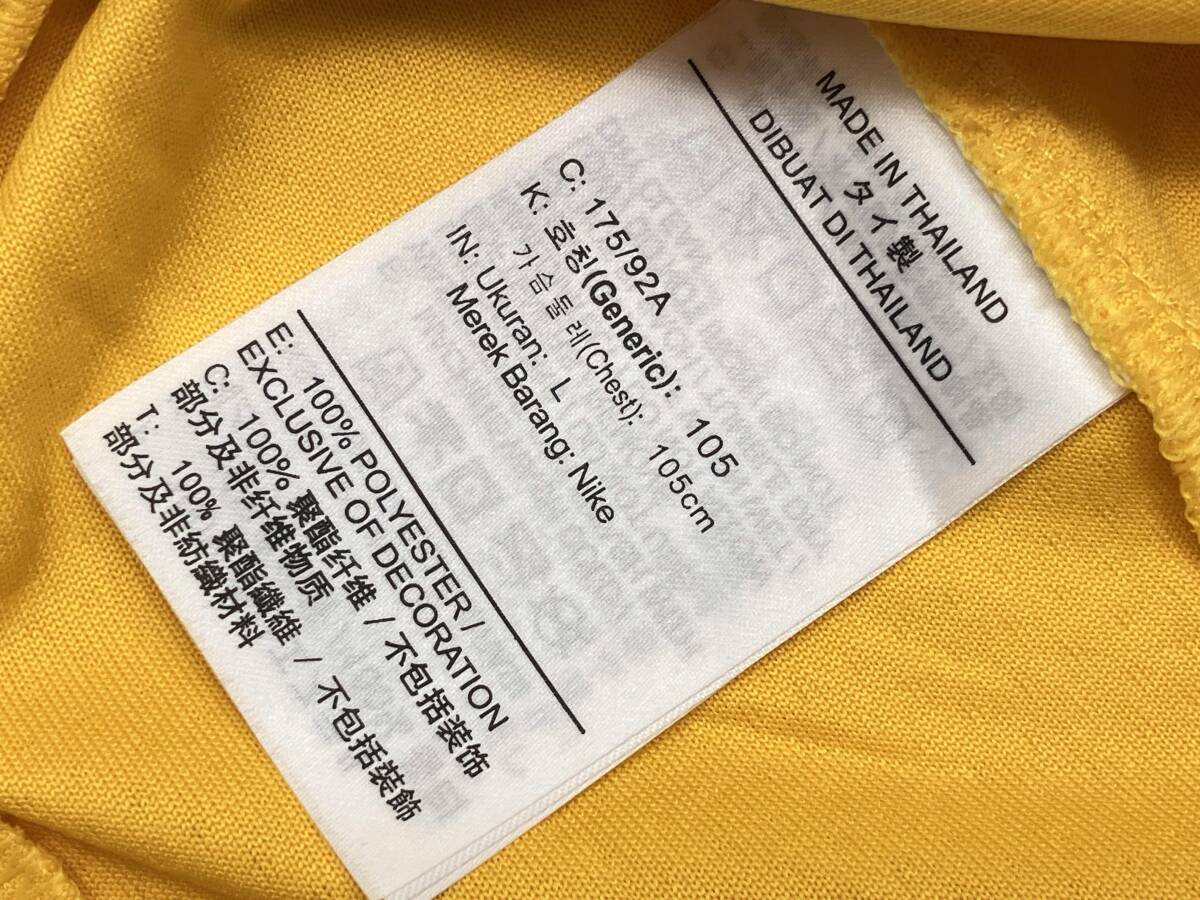 MADE IN THAILAND
タイ製
DIBUAT DI THAILAND
C: 175/92A
K: 호칭(Generic): 105
가슴둘레(Chest): 105cm
IN: Ukuran: L
Merek Barang: Nike
E: 100% POLYESTER /
EXCLUSIVE OF DECORATION
C: 100% 聚酯纤维 / 不包括装饰
部分及非纤维物质
T: 100% 聚酯纖維 / 不包括裝飾
部分及非紡織材料